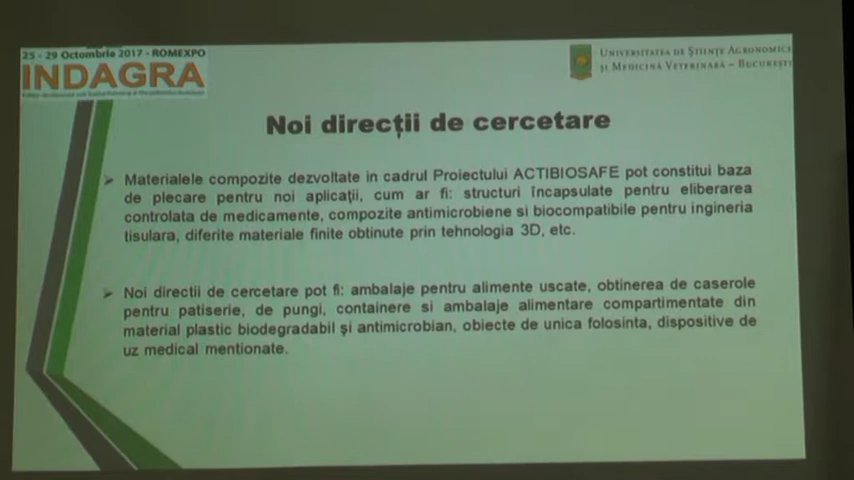 25 - 29 Octombrie 2017 - ROMEXPO
INDAGRA
Universitatea de Științe Agronomice
și Medicină Veterinară – București
Noi direcții de cercetare
Materialele compozite dezvoltate in cadrul Proiectului ACTIBIOSAFE pot constitui baza
de plecare pentru noi aplicaţii, cum ar fi: structuri încapsulate pentru eliberarea
controlata de medicamente, compozite antimicrobiene si biocompatibile pentru ingineria
tisulara, diferite materiale finite obtinute prin tehnologia 3D, etc.
Noi directii de cercetare pot fi: ambalaje pentru alimente uscate, obtinerea de caserole
pentru patiserie, de pungi, containere si ambalaje alimentare compartimentate din
material plastic biodegradabil şi antimicrobian, obiecte de unica folosinta, dispozitive de
uz medical mentionate.